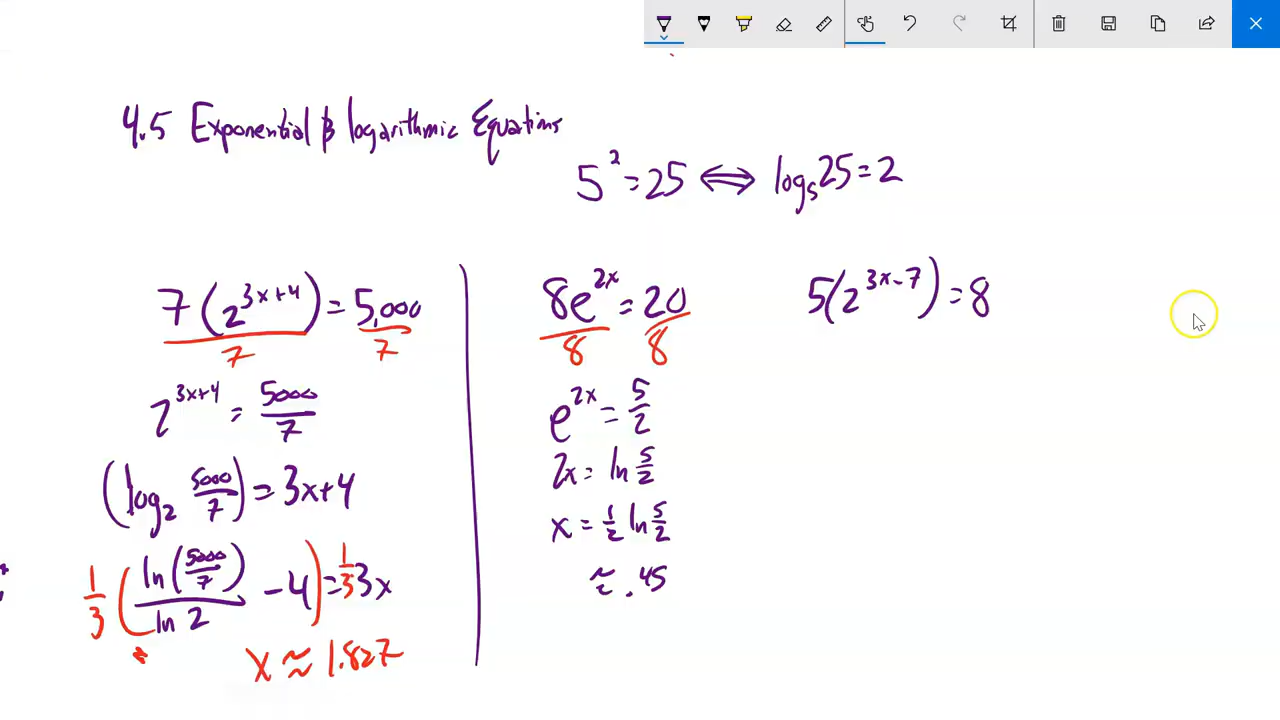 4.5 Exponential & logarithmic Equations
5² = 25 ⟺ log₅25 = 2
7(2^(3x+4)) = 5,000
7 7
2^(3x+4) = 5000/7
(log₂ 5000/7) = 3x+4
1/3 (ln(5000/7)/ln 2 - 4) = 1/3 3x
* x ≈ 1.827
8e^(2x) = 20
8 8
e^(2x) = 5/2
2x = ln 5/2
x = 1/2 ln 5/2
≈ .45
5(2^(3x-7)) = 8